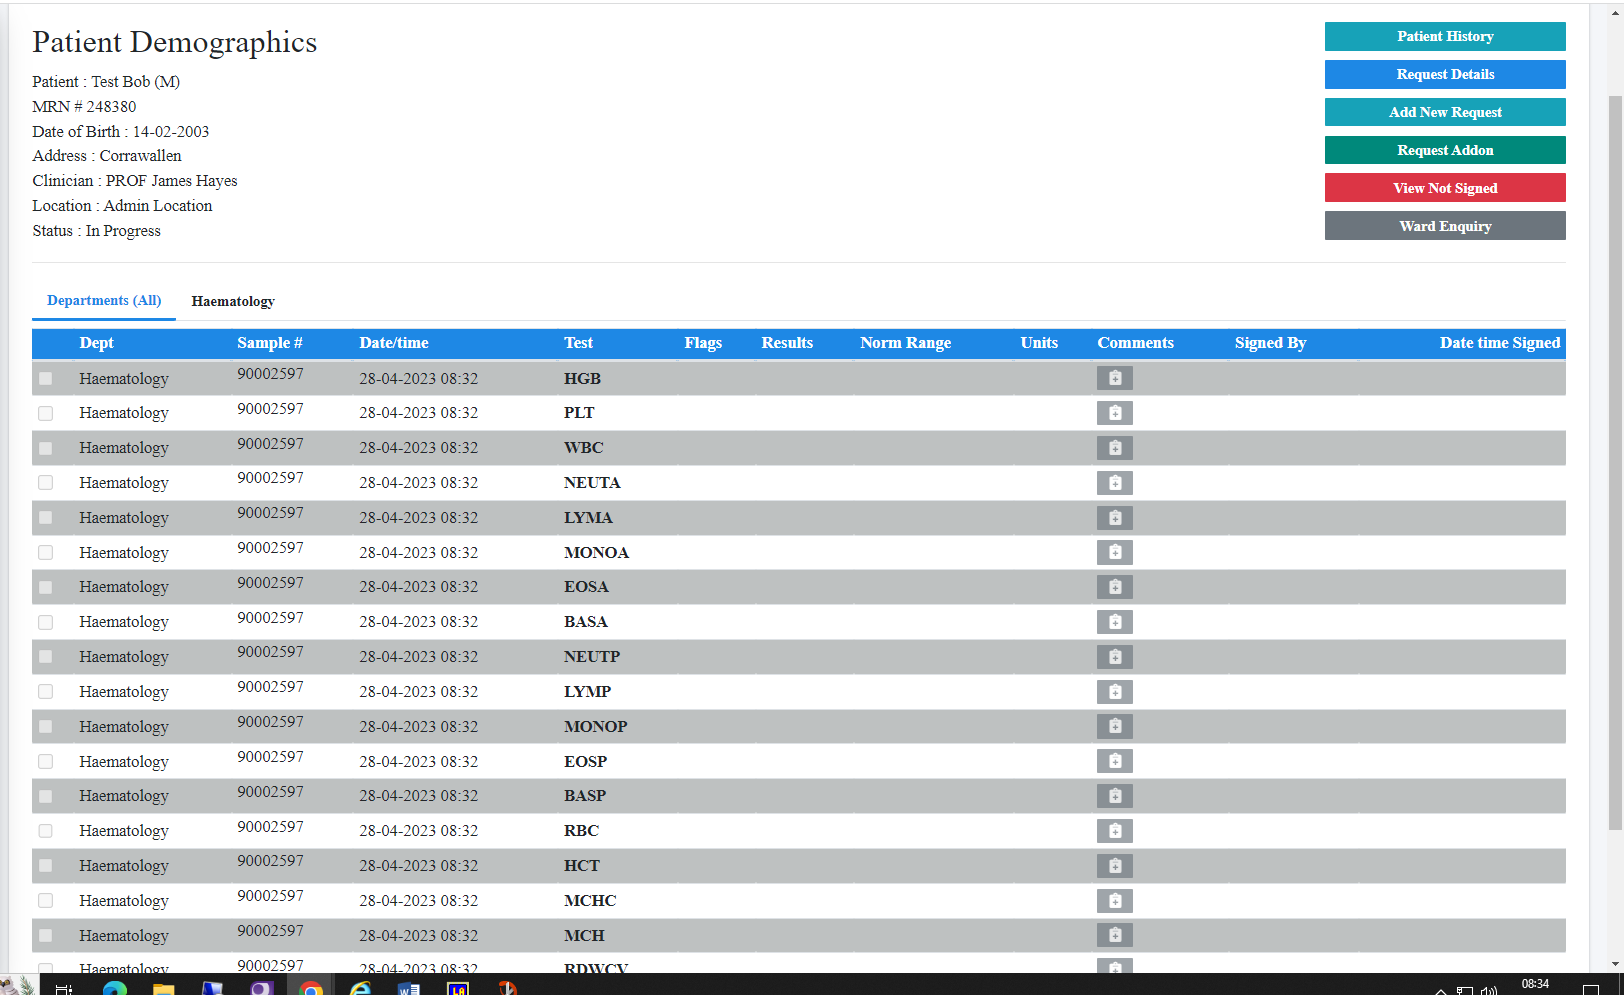 Patient Demographics
Patient : Test Bob (M)
MRN # 248380
Date of Birth : 14-02-2003
Address : Corrawallen
Clinician : PROF James Hayes
Location : Admin Location
Status : In Progress
Patient History
Request Details
Add New Request
Request Addon
View Not Signed
Ward Enquiry
Departments (All) Haematology
Dept Sample # Date/time Test Flags Results Norm Range Units Comments Signed By Date time Signed
Haematology 90002597 28-04-2023 08:32 HGB
Haematology 90002597 28-04-2023 08:32 PLT
Haematology 90002597 28-04-2023 08:32 WBC
Haematology 90002597 28-04-2023 08:32 NEUTA
Haematology 90002597 28-04-2023 08:32 LYMA
Haematology 90002597 28-04-2023 08:32 MONOA
Haematology 90002597 28-04-2023 08:32 EOSA
Haematology 90002597 28-04-2023 08:32 BASA
Haematology 90002597 28-04-2023 08:32 NEUTP
Haematology 90002597 28-04-2023 08:32 LYMP
Haematology 90002597 28-04-2023 08:32 MONOP
Haematology 90002597 28-04-2023 08:32 EOSP
Haematology 90002597 28-04-2023 08:32 BASP
Haematology 90002597 28-04-2023 08:32 RBC
Haematology 90002597 28-04-2023 08:32 HCT
Haematology 90002597 28-04-2023 08:32 MCHC
Haematology 90002597 28-04-2023 08:32 MCH
Haematology 90002597 28-04-2023 08:32 RDWCV
08:34